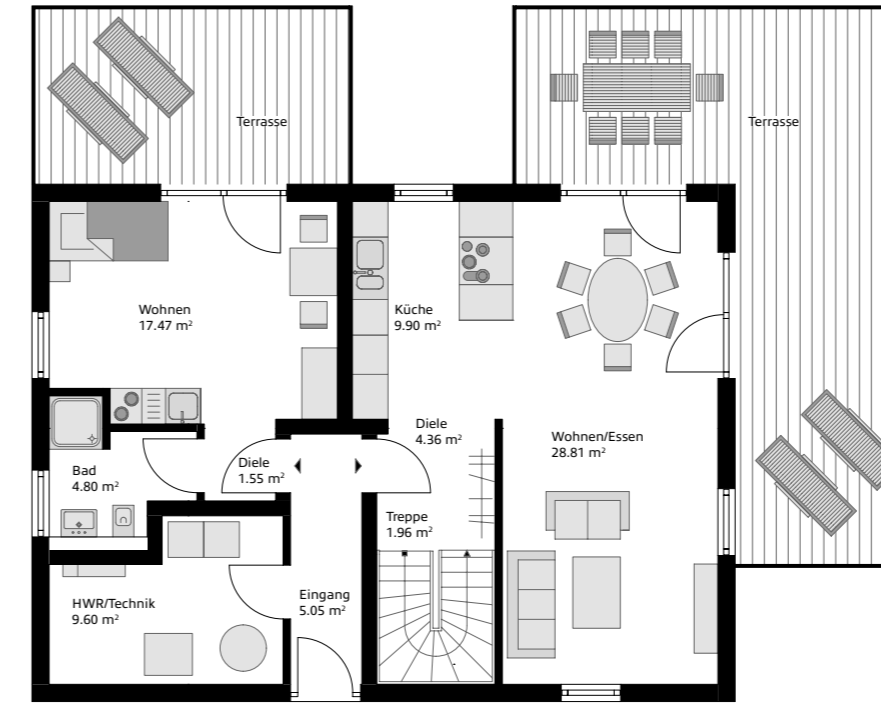 Terrasse
Terrasse
Wohnen
17.47 m²
Küche
9.90 m²
Diele
4.36 m²
Wohnen/Essen
28.81 m²
Diele
1.55 m²
Bad
4.80 m²
Treppe
1.96 m²
HWR/Technik
9.60 m²
Eingang
5.05 m²